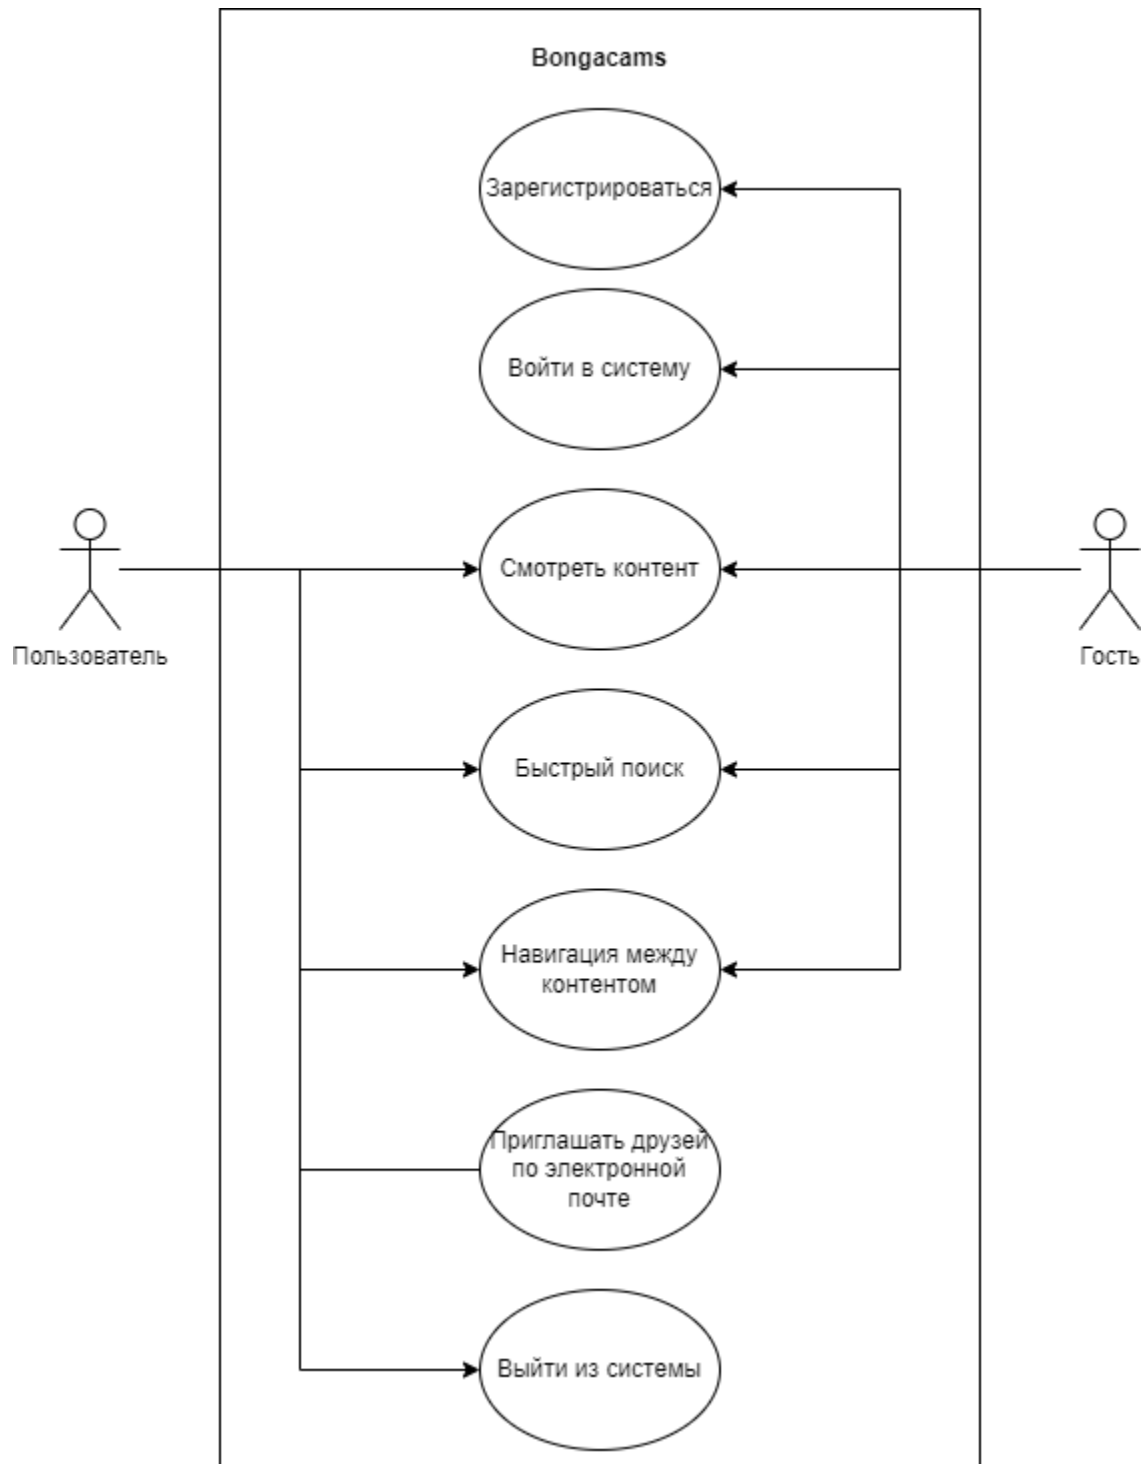 Bongacams
Зарегистрироваться
Войти в систему
Смотреть контент
Пользователь
Гость
Быстрый поиск
Навигация между
контентом
Приглашать друзей
по электронной
почте
Выйти из системы